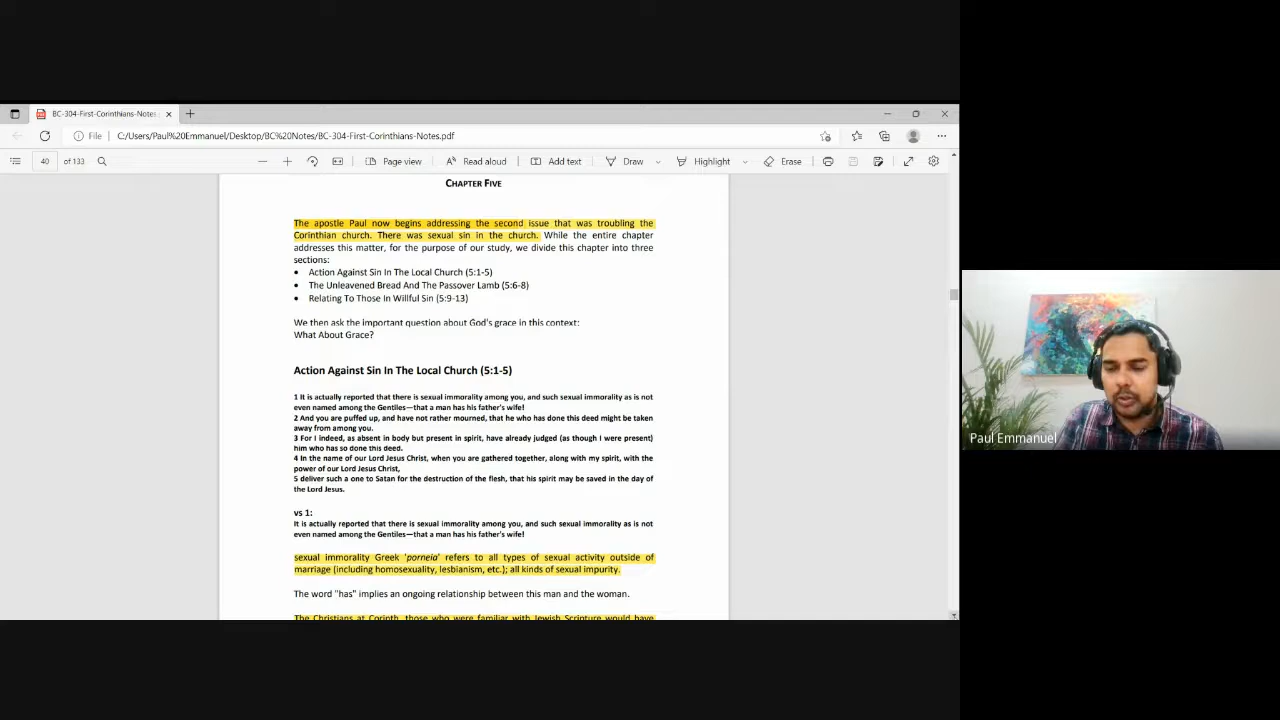 BC-304-First-Corinthians-Notes
File
C:/Users/Paul%20Emmanuel/Desktop/BC%20Notes/BC-304-First-Corinthians-Notes.pdf
40 of 133
Page view
Read aloud
Add text
Draw
Highlight
Erase
CHAPTER FIVE
The apostle Paul now begins addressing the second issue that was troubling the
Corinthian church. There was sexual sin in the church. While the entire chapter
addresses this matter, for the purpose of our study, we divide this chapter into three
sections:
• Action Against Sin In The Local Church (5:1-5)
• The Unleavened Bread And The Passover Lamb (5:6-8)
• Relating To Those In Willful Sin (5:9-13)
We then ask the important question about God's grace in this context:
What About Grace?
Action Against Sin In The Local Church (5:1-5)
1 It is actually reported that there is sexual immorality among you, and such sexual immorality as is not
even named among the Gentiles—that a man has his father's wife!
2 And you are puffed up, and have not rather mourned, that he who has done this deed might be taken
away from among you.
3 For I indeed, as absent in body but present in spirit, have already judged (as though I were present)
him who has so done this deed.
4 In the name of our Lord Jesus Christ, when you are gathered together, along with my spirit, with the
power of our Lord Jesus Christ,
5 deliver such a one to Satan for the destruction of the flesh, that his spirit may be saved in the day of
the Lord Jesus.
vs 1:
It is actually reported that there is sexual immorality among you, and such sexual immorality as is not
even named among the Gentiles—that a man has his father's wife!
sexual immorality Greek 'porneia' refers to all types of sexual activity outside of
marriage (including homosexuality, lesbianism, etc.); all kinds of sexual impurity.
The word "has" implies an ongoing relationship between this man and the woman.
The Christians at Corinth, those who were familiar with Jewish Scripture would have
Paul Emmanuel